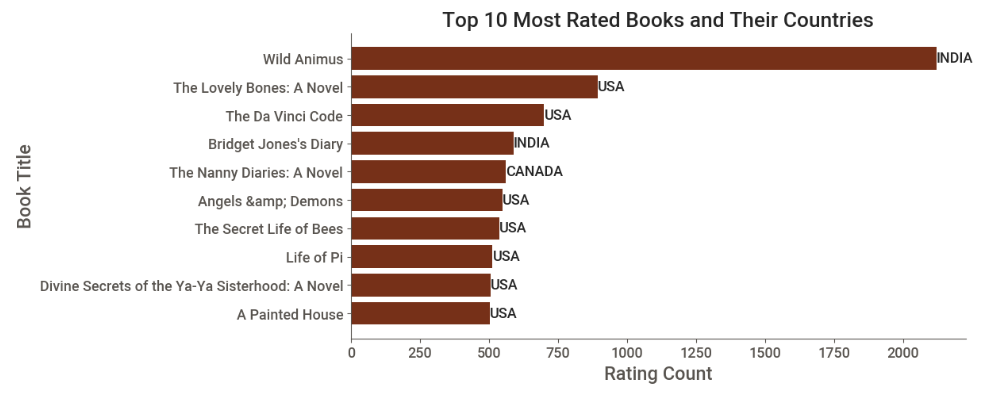 Top 10 Most Rated Books and Their Countries
Book Title
Wild Animus INDIA
The Lovely Bones: A Novel USA
The Da Vinci Code USA
Bridget Jones's Diary INDIA
The Nanny Diaries: A Novel CANADA
Angels &amp; Demons USA
The Secret Life of Bees USA
Life of Pi USA
Divine Secrets of the Ya-Ya Sisterhood: A Novel USA
A Painted House USA
0 250 500 750 1000 1250 1500 1750 2000
Rating Count